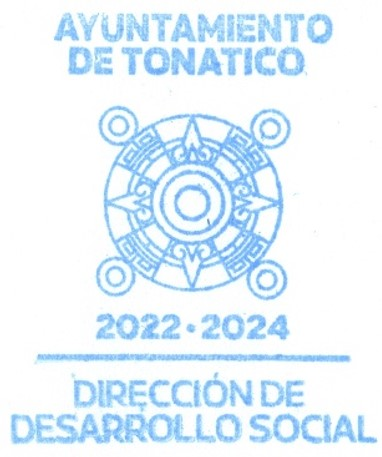 AYUNTAMIENTO
DE TONATICO
2022 • 2024
DIRECCIÓN DE
DESARROLLO SOCIAL